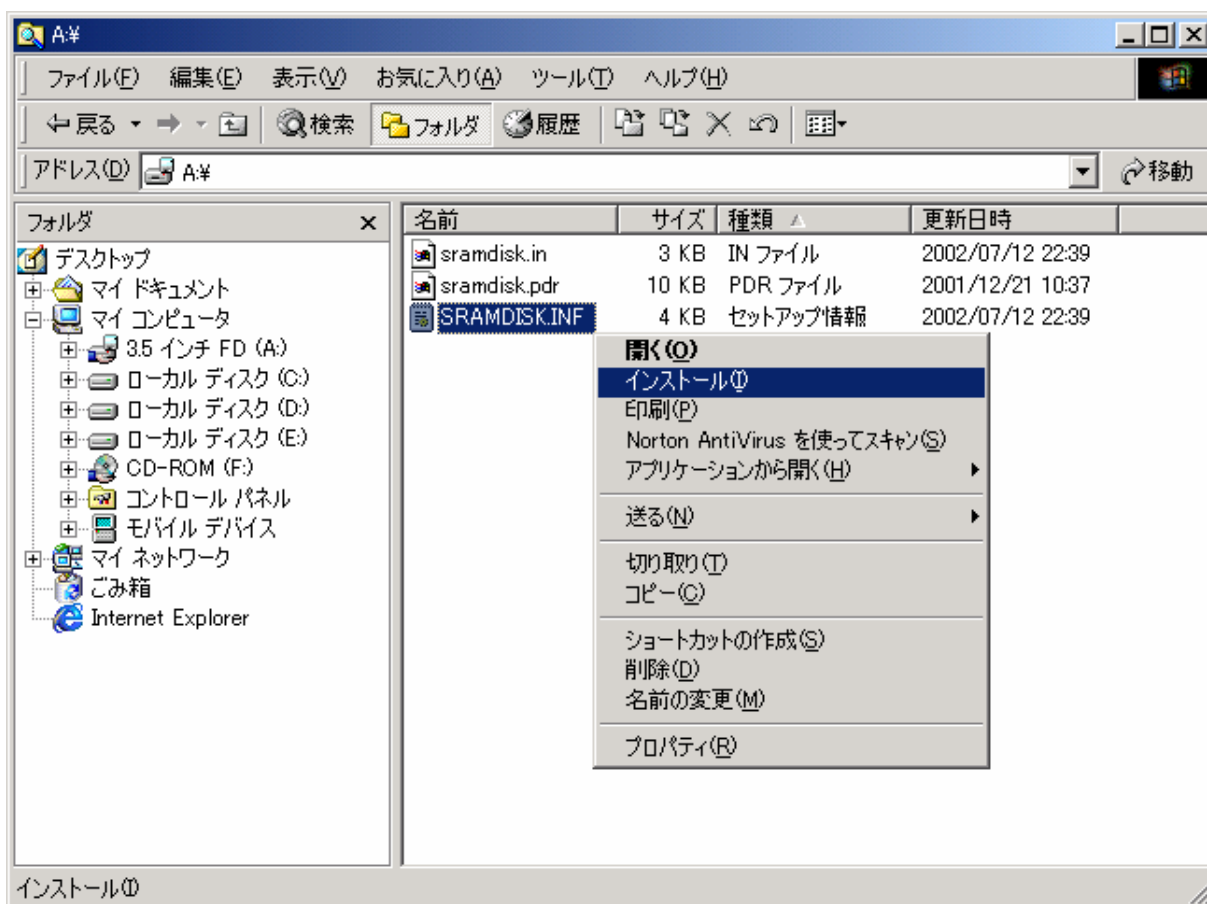 A:¥
ファイル(F) 編集(E) 表示(V) お気に入り(A) ツール(T) ヘルプ(H)
戻る 検索 フォルダ 履歴
アドレス(D) A:¥ 移動
フォルダ
デスクトップ
マイ ドキュメント
マイ コンピュータ
3.5 インチ FD (A:)
ローカル ディスク (C:)
ローカル ディスク (D:)
ローカル ディスク (E:)
CD-ROM (F:)
コントロール パネル
モバイル デバイス
マイ ネットワーク
ごみ箱
Internet Explorer
名前 サイズ 種類 更新日時
sramdisk.in 3 KB IN ファイル 2002/07/12 22:39
sramdisk.pdr 10 KB PDR ファイル 2001/12/21 10:37
SRAMDISK.INF 4 KB セットアップ情報 2002/07/12 22:39
開く(O)
インストール(I)
印刷(P)
Norton AntiVirus を使ってスキャン(S)
アプリケーションから開く(H)
送る(N)
切り取り(T)
コピー(C)
ショートカットの作成(S)
削除(D)
名前の変更(M)
プロパティ(R)
インストール(I)